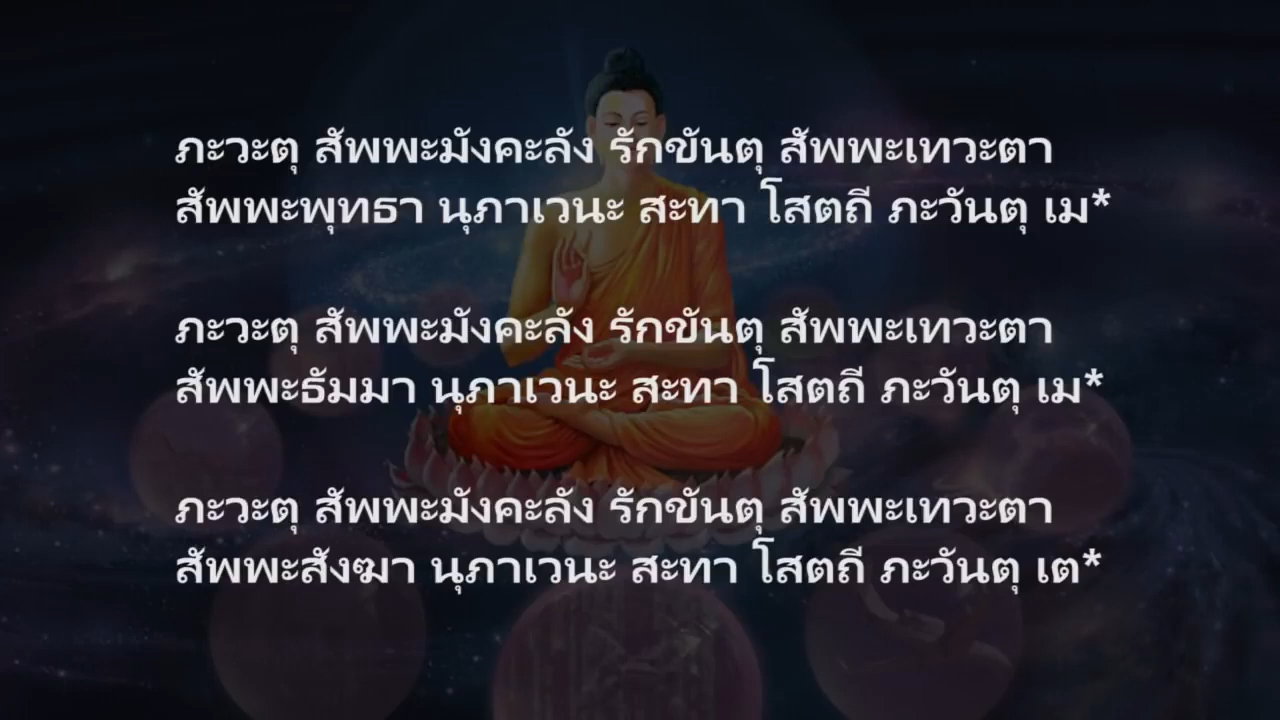 ภะวะตุ สัพพะมังคะลัง รักขันตุ สัพพะเทวะตา
สัพพะพุทธา นุภาเวนะ สะทา โสตถี ภะวันตุ เม*
ภะวะตุ สัพพะมังคะลัง รักขันตุ สัพพะเทวะตา
สัพพะธัมมา นุภาเวนะ สะทา โสตถี ภะวันตุ เม*
ภะวะตุ สัพพะมังคะลัง รักขันตุ สัพพะเทวะตา
สัพพะสังฆา นุภาเวนะ สะทา โสตถี ภะวันตุ เต*